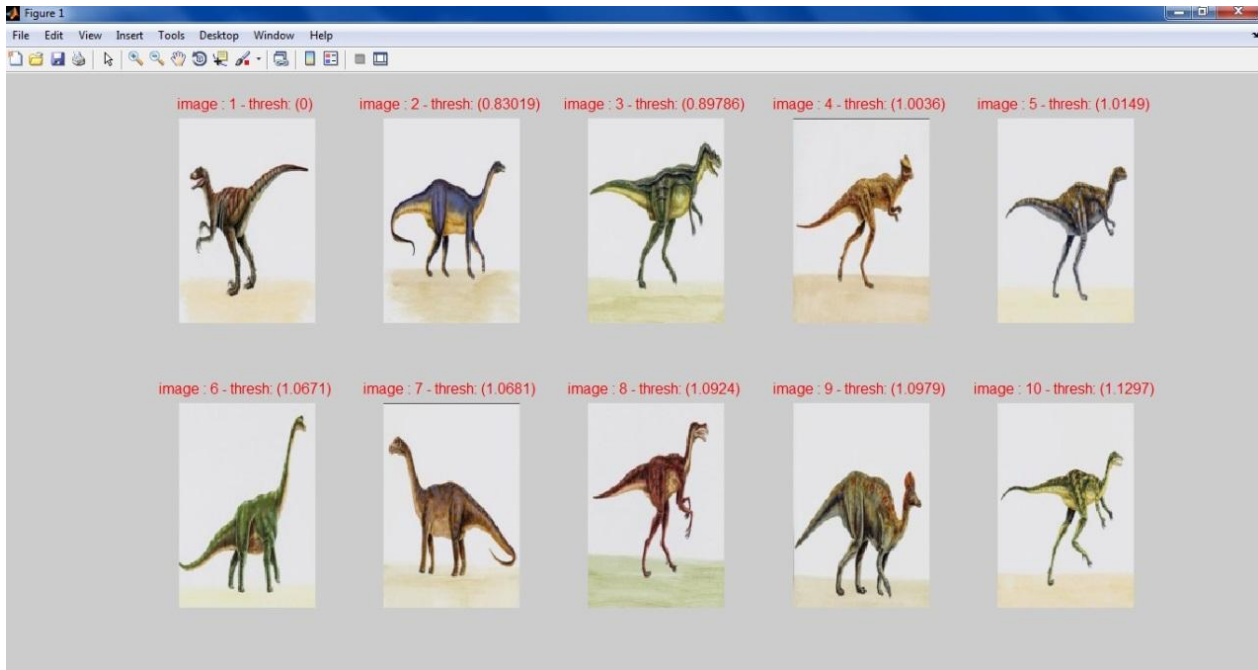 Figure 1
File Edit View Insert Tools Desktop Window Help
image : 1 - thresh: (0) image : 2 - thresh: (0.83019) image : 3 - thresh: (0.89786) image : 4 - thresh: (1.0036) image : 5 - thresh: (1.0149)
image : 6 - thresh: (1.0671) image : 7 - thresh: (1.0681) image : 8 - thresh: (1.0924) image : 9 - thresh: (1.0979) image : 10 - thresh: (1.1297)